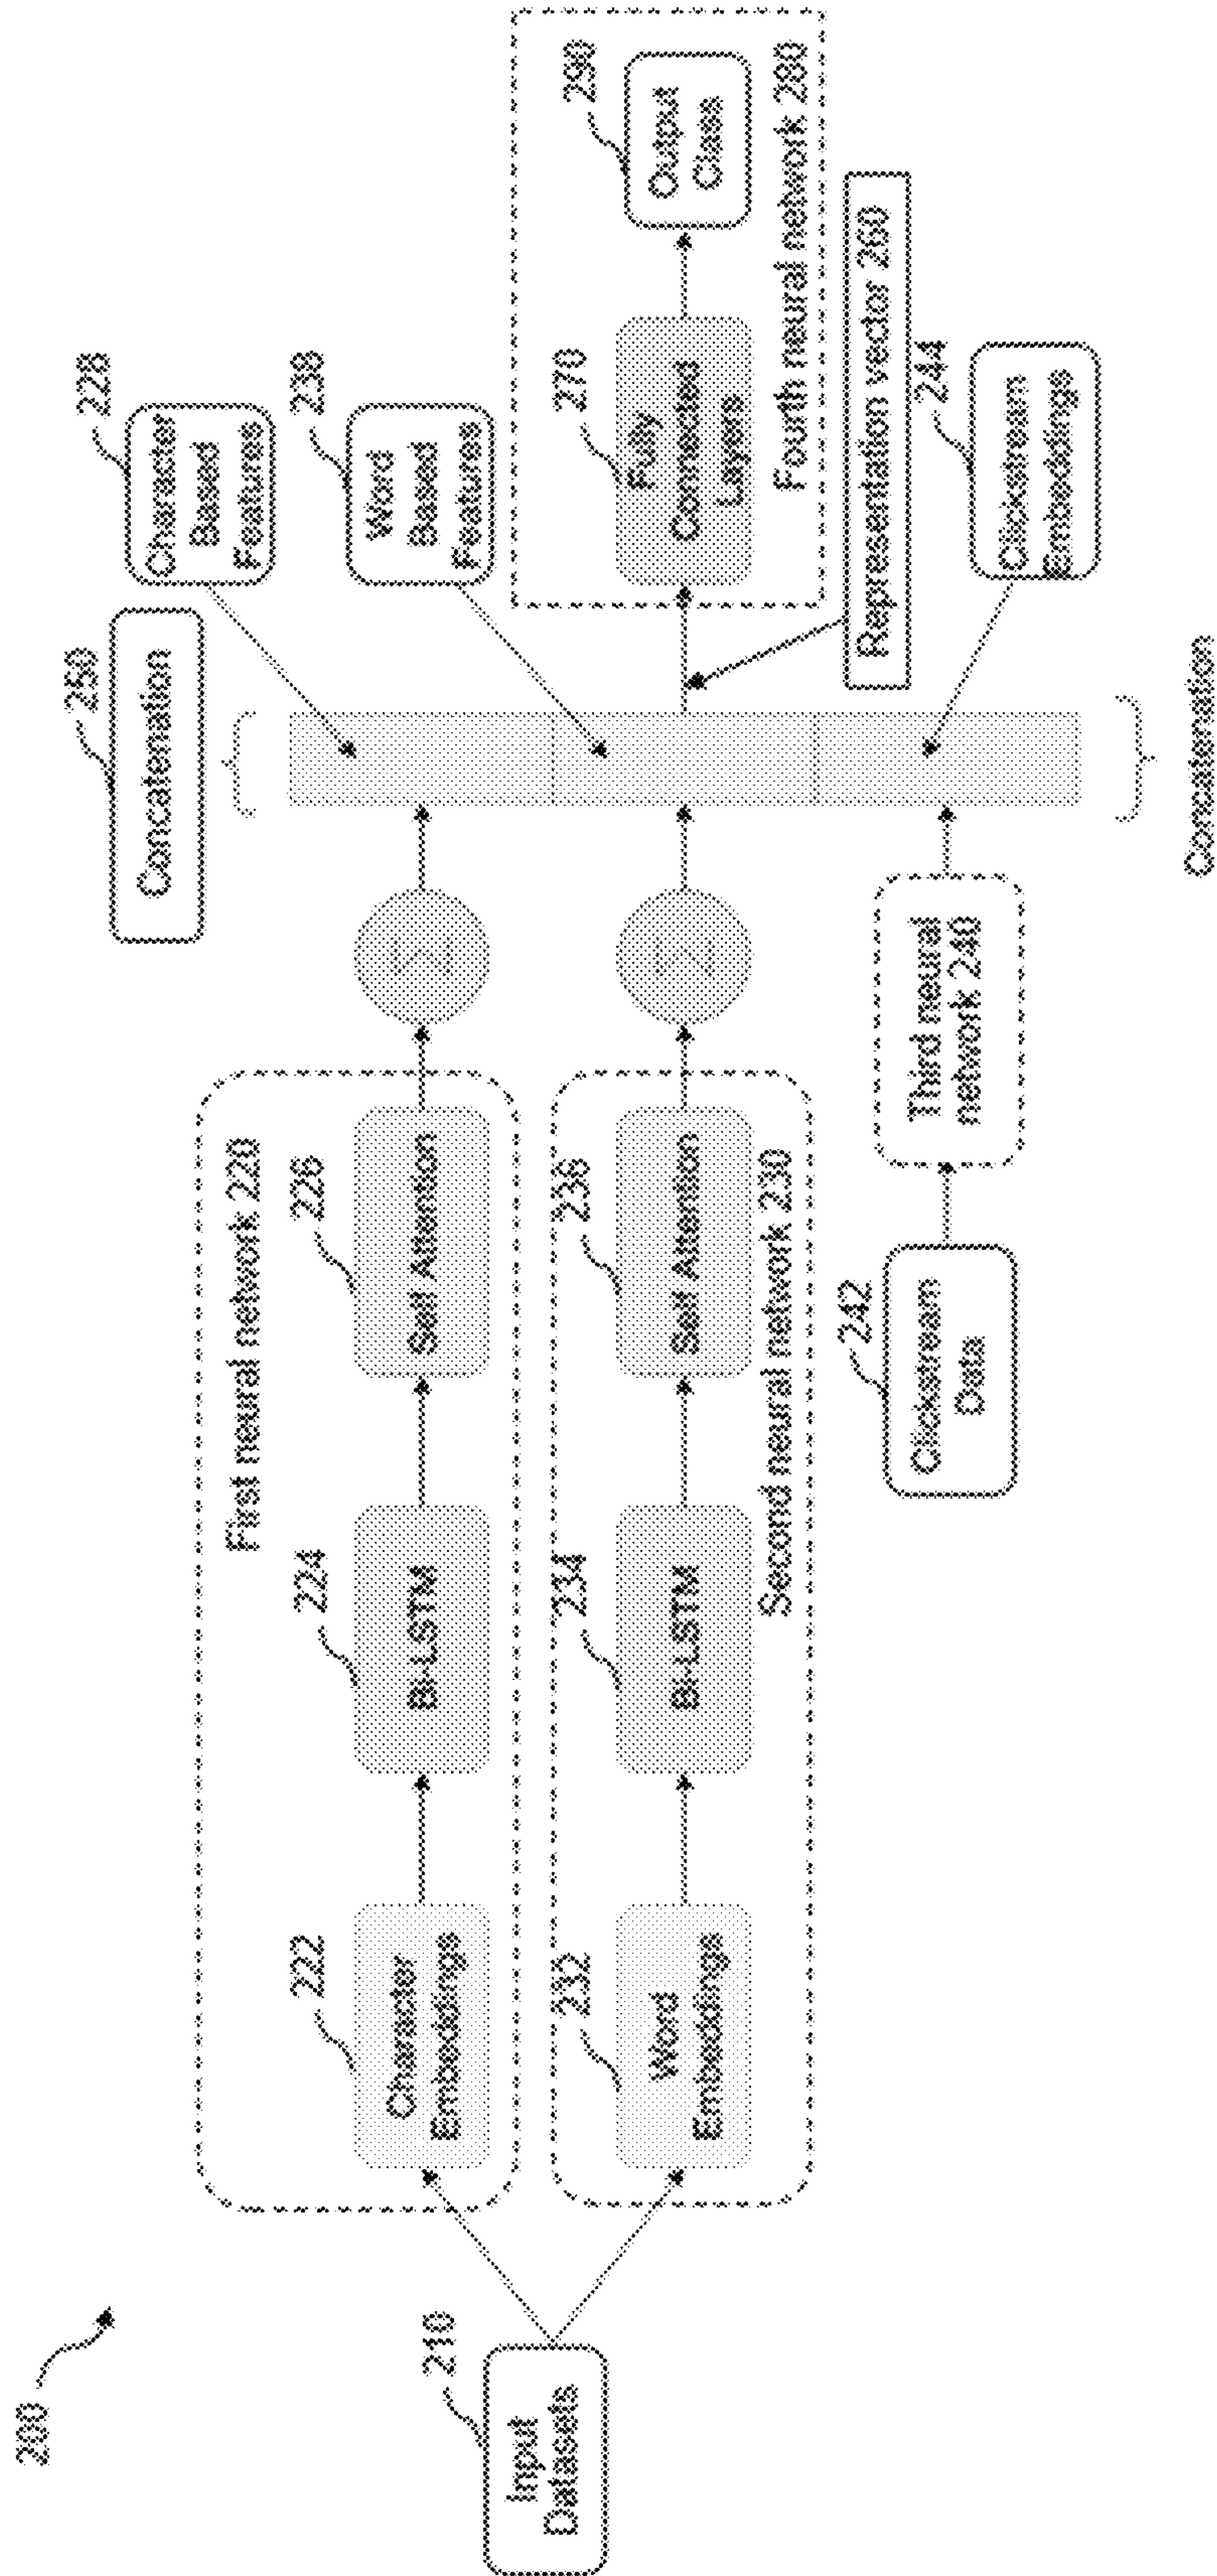 200
210
Input
Datasets
First neural network 220
222
Character
Embeddings
224
Bi-LSTM
226
Self Attention
Σ
232
Word
Embeddings
234
Bi-LSTM
236
Self Attention
Second neural network 230
Σ
242
Clickstream
Data
Third neural
network 240
250
Concatenation
Concatenation
228
Character
Based
Features
238
Word
Based
Features
270
Fully
Connected
Layers
290
Output
Class
Fourth neural network 280
Representation vector 260
244
Clickstream
Embeddings